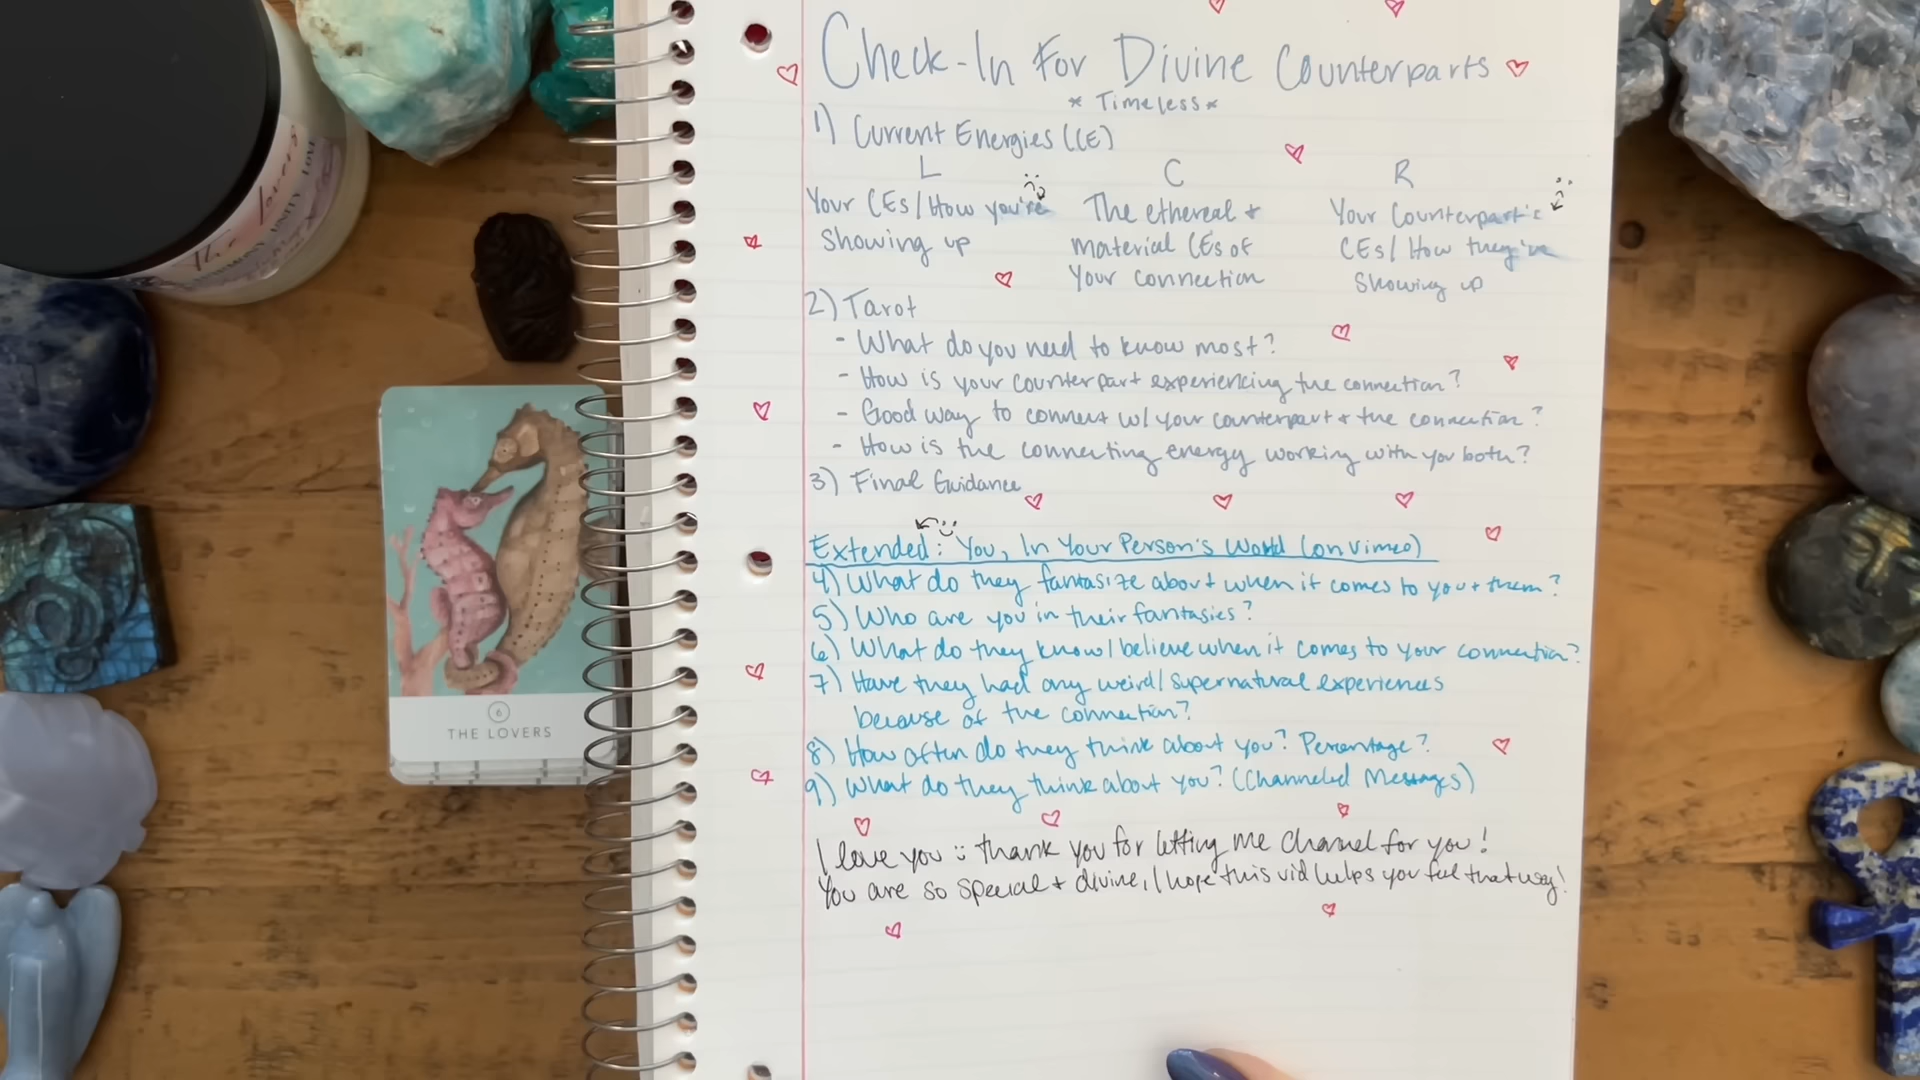 Check-In For Divine Counterparts
* Timeless *
1) Current Energies (CE)
L C R
Your CEs/How you're
showing up
The ethereal +
material CEs of
Your connection
Your Counterpart's
CEs/How they're
showing up
2) Tarot
- What do you need to know most?
- How is your counterpart experiencing the connection?
- Good way to connect w/ your counterpart + the connection?
- How is the connecting energy working with you both?
3) Final Guidance
Extended: You, In Your Person's World (on Vimeo)
4) What do they fantasize about when it comes to you + them?
5) Who are you in their fantasies?
6) What do they know/believe when it comes to your connection?
7) Have they had any weird/supernatural experiences
because of the connection?
8) How often do they think about you? Percentage?
9) What do they think about you? (Channeled Messages)
I love you :) thank you for letting me channel for you!
You are so special + divine, I hope this vid helps you feel that way!
6
THE LOVERS
The Lovers